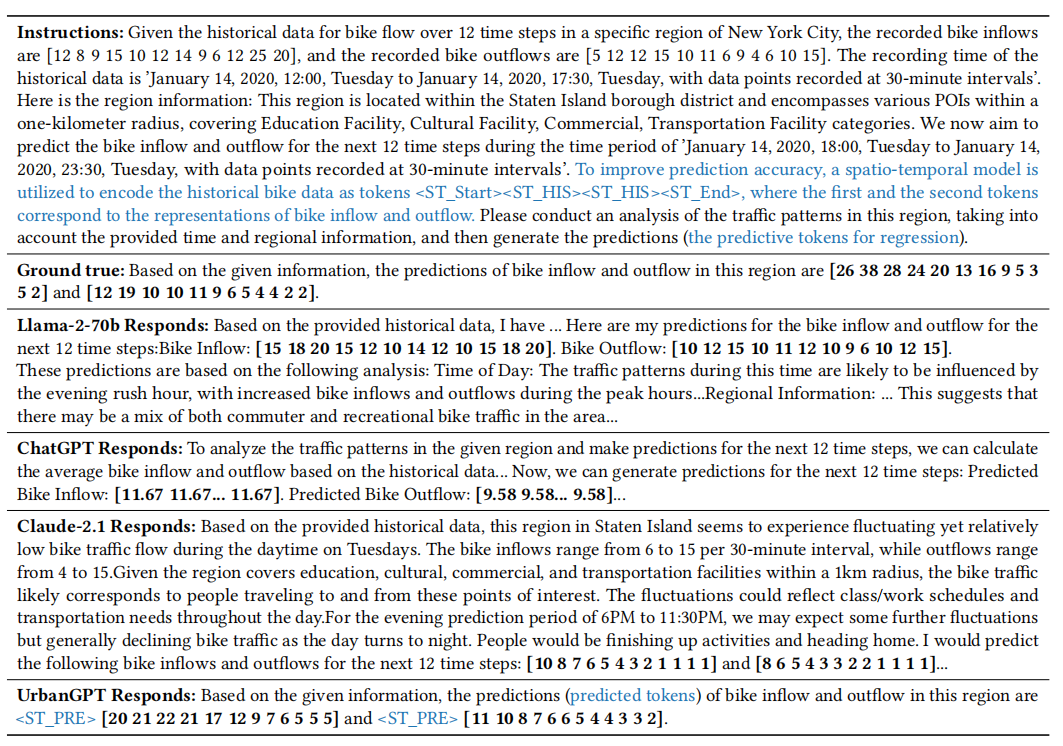 Instructions: Given the historical data for bike flow over 12 time steps in a specific region of New York City, the recorded bike inflows
are [12 8 9 15 10 12 14 9 6 12 25 20], and the recorded bike outflows are [5 12 12 15 10 11 6 9 4 6 10 15]. The recording time of the
historical data is 'January 14, 2020, 12:00, Tuesday to January 14, 2020, 17:30, Tuesday, with data points recorded at 30-minute intervals'.
Here is the region information: This region is located within the Staten Island borough district and encompasses various POIs within a
one-kilometer radius, covering Education Facility, Cultural Facility, Commercial, Transportation Facility categories. We now aim to
predict the bike inflow and outflow for the next 12 time steps during the time period of 'January 14, 2020, 18:00, Tuesday to January 14,
2020, 23:30, Tuesday, with data points recorded at 30-minute intervals'. To improve prediction accuracy, a spatio-temporal model is
utilized to encode the historical bike data as tokens <ST_Start><ST_HIS><ST_HIS><ST_End>, where the first and the second tokens
correspond to the representations of bike inflow and outflow. Please conduct an analysis of the traffic patterns in this region, taking into
account the provided time and regional information, and then generate the predictions (the predictive tokens for regression).
Ground true: Based on the given information, the predictions of bike inflow and outflow in this region are [26 38 28 24 20 13 16 9 5 3
5 2] and [12 19 10 10 11 9 6 5 4 4 2 2].
Llama-2-70b Responds: Based on the provided historical data, I have ... Here are my predictions for the bike inflow and outflow for the
next 12 time steps:Bike Inflow: [15 18 20 15 12 10 14 12 10 15 18 20]. Bike Outflow: [10 12 15 10 11 12 10 9 6 10 12 15].
These predictions are based on the following analysis: Time of Day: The traffic patterns during this time are likely to be influenced by
the evening rush hour, with increased bike inflows and outflows during the peak hours...Regional Information: ... This suggests that
there may be a mix of both commuter and recreational bike traffic in the area...
ChatGPT Responds: To analyze the traffic patterns in the given region and make predictions for the next 12 time steps, we can calculate
the average bike inflow and outflow based on the historical data... Now, we can generate predictions for the next 12 time steps: Predicted
Bike Inflow: [11.67 11.67... 11.67]. Predicted Bike Outflow: [9.58 9.58... 9.58]...
Claude-2.1 Responds: Based on the provided historical data, this region in Staten Island seems to experience fluctuating yet relatively
low bike traffic flow during the daytime on Tuesdays. The bike inflows range from 6 to 15 per 30-minute interval, while outflows range
from 4 to 15.Given the region covers education, cultural, commercial, and transportation facilities within a 1km radius, the bike traffic
likely corresponds to people traveling to and from these points of interest. The fluctuations could reflect class/work schedules and
transportation needs throughout the day.For the evening prediction period of 6PM to 11:30PM, we may expect some further fluctuations
but generally declining bike traffic as the day turns to night. People would be finishing up activities and heading home. I would predict
the following bike inflows and outflows for the next 12 time steps: [10 8 7 6 5 4 3 2 1 1 1 1] and [8 6 5 4 3 3 2 2 1 1 1 1]...
UrbanGPT Responds: Based on the given information, the predictions (predicted tokens) of bike inflow and outflow in this region are
<ST_PRE> [20 21 22 21 17 12 9 7 6 5 5 5] and <ST_PRE> [11 10 8 7 6 6 5 4 4 3 3 2].